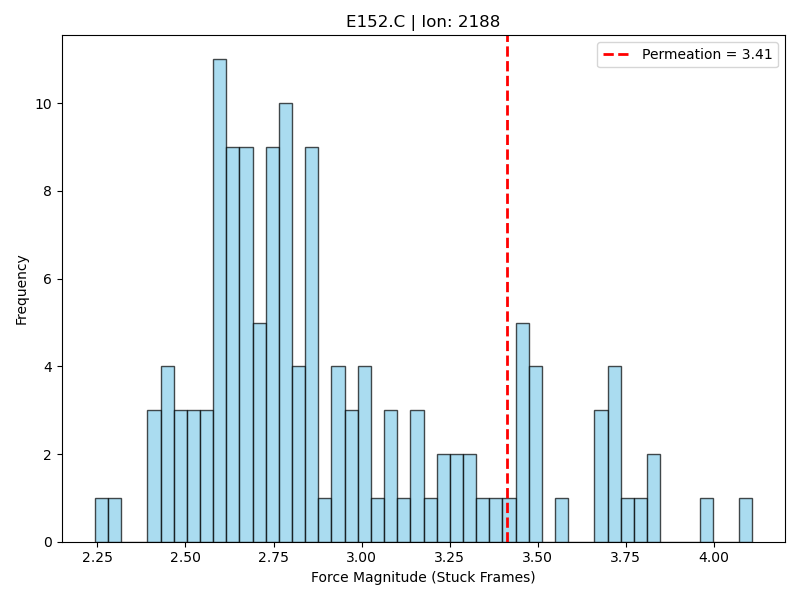 E152.C | Ion: 2188
Permeation = 3.41
Frequency
10
8
6
4
2
0
2.25 2.50 2.75 3.00 3.25 3.50 3.75 4.00
Force Magnitude (Stuck Frames)